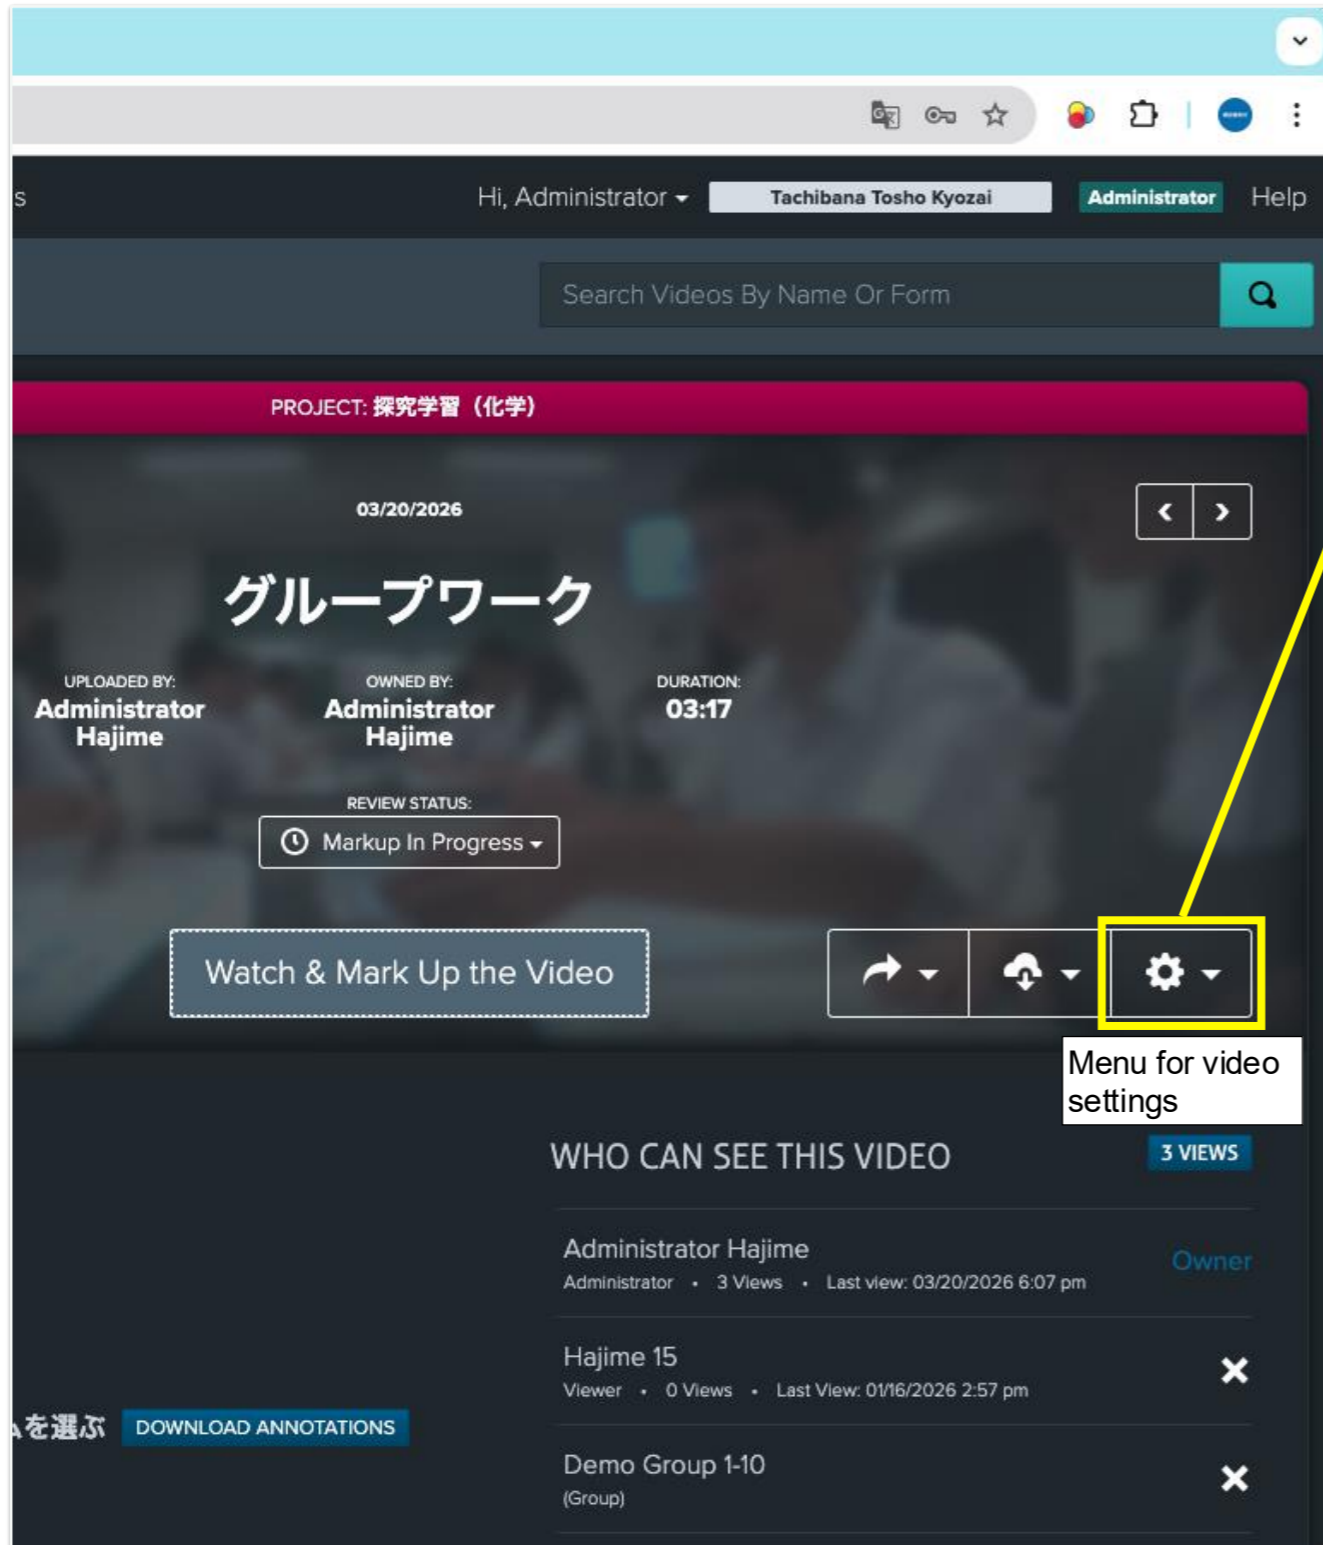 s
Hi, Administrator
Tachibana Tosho Kyozai
Administrator
Help
Search Videos By Name Or Form
PROJECT: 探究学習（化学）
03/20/2026
グループワーク
UPLOADED BY:
Administrator
Hajime
OWNED BY:
Administrator
Hajime
DURATION:
03:17
REVIEW STATUS:
Markup In Progress
Watch & Mark Up the Video
Menu for video
settings
WHO CAN SEE THIS VIDEO
3 VIEWS
Administrator Hajime
Owner
Administrator • 3 Views • Last view: 03/20/2026 6:07 pm
Hajime 15
Viewer • 0 Views • Last View: 01/16/2026 2:57 pm
を選ぶ
DOWNLOAD ANNOTATIONS
Demo Group 1-10
(Group)